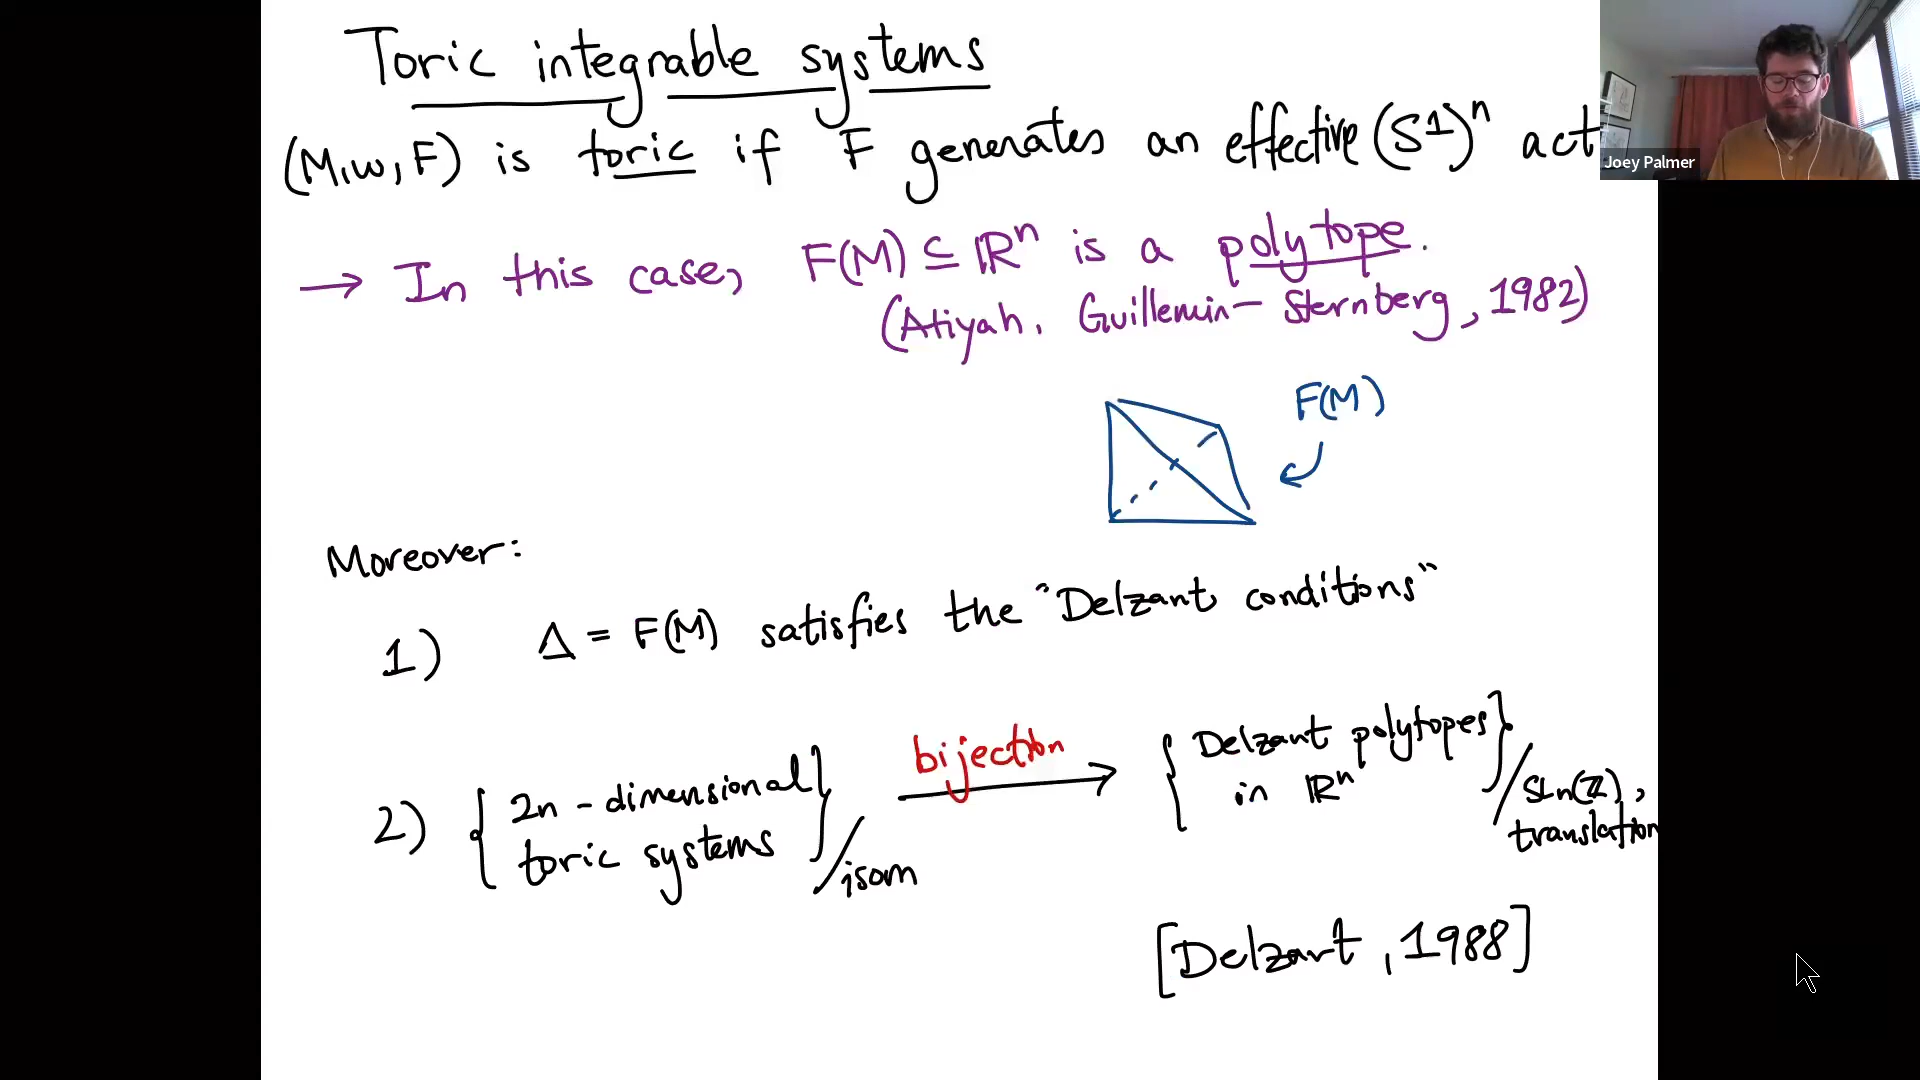 Toric integrable systems
(M,ω,F) is toric if F generates an effective (S1)ⁿ act
Joey Palmer
→ In this case, F(M) ⊆ ℝⁿ is a polytope.
(Atiyah, Guillemin-Sternberg, 1982)
F(M)
Moreover:
1) Δ = F(M) satisfies the "Delzant conditions"
2) { 2n-dimensional toric systems } / isom
bijection →
{ Delzant polytopes in ℝⁿ } / SLn(ℤ), translation
[Delzant, 1988]